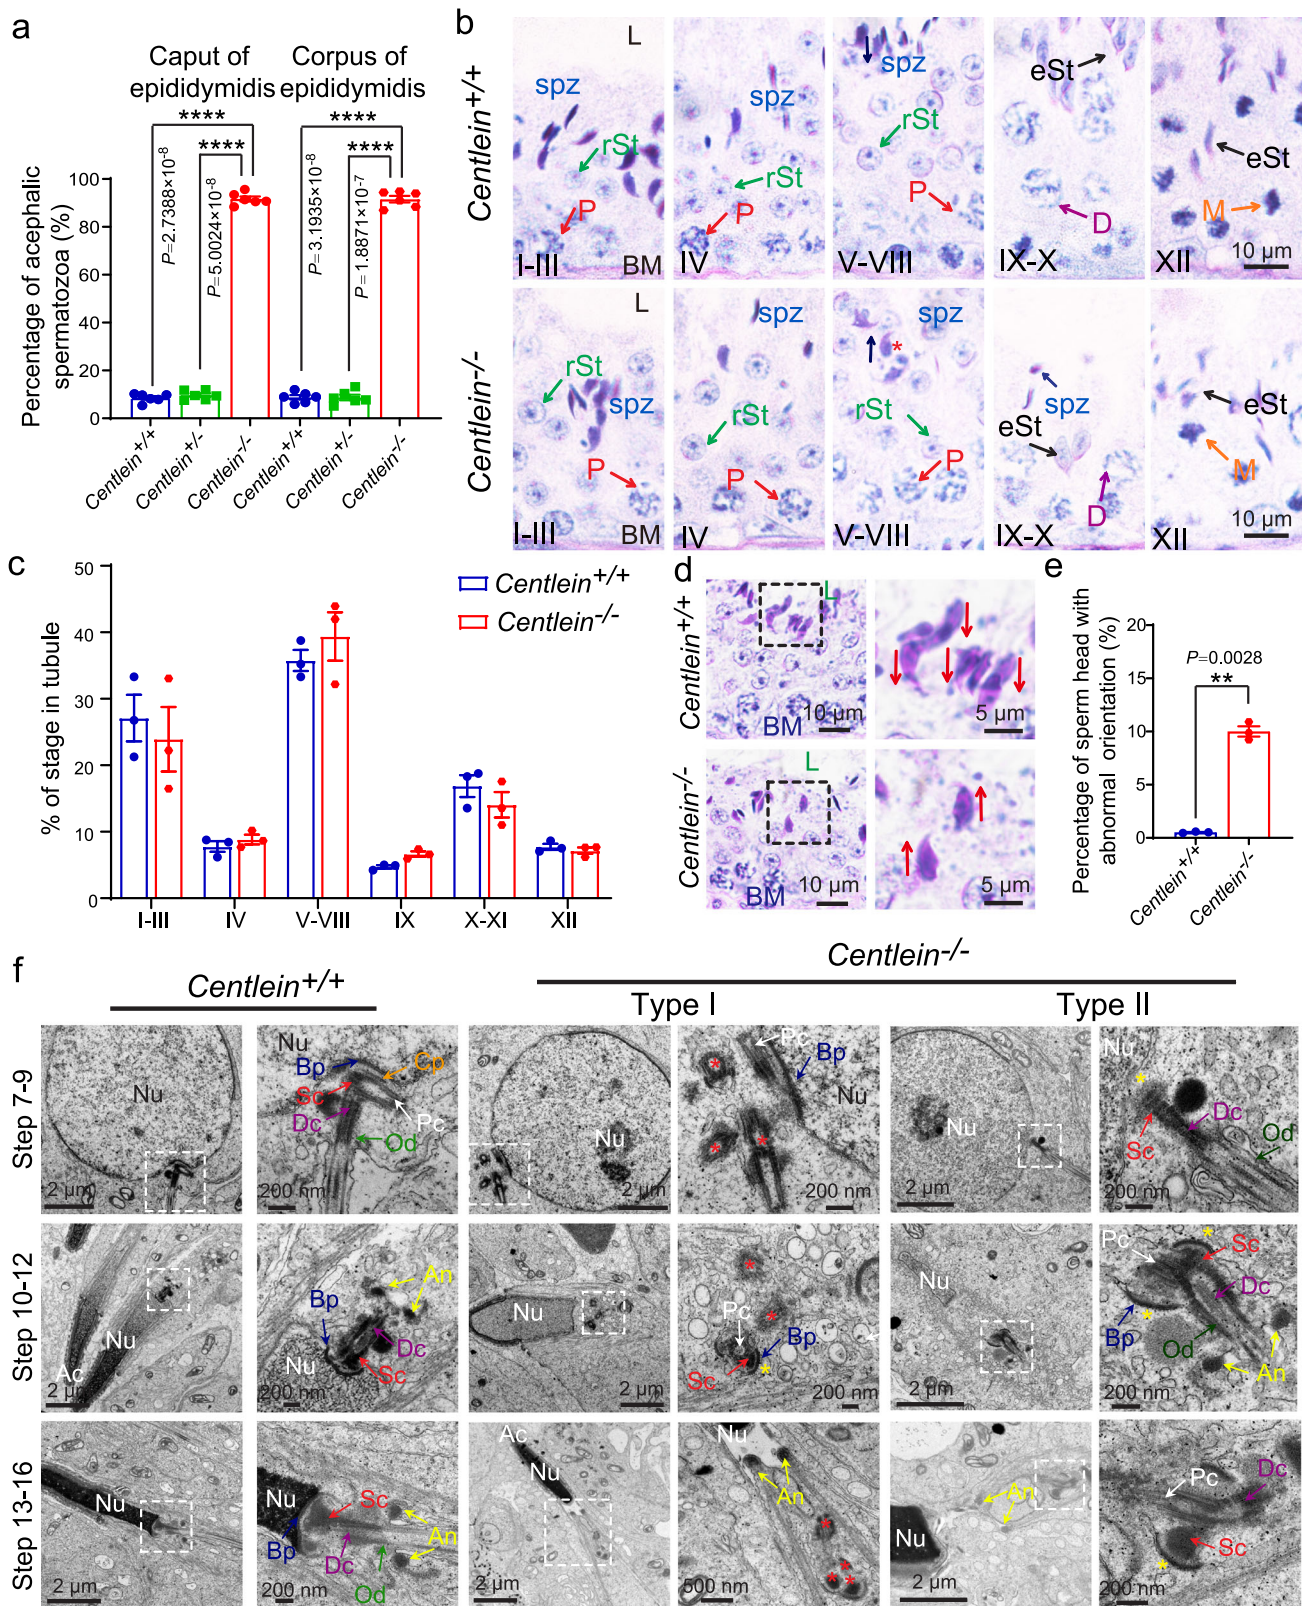 a
Caput of
epididymidis
Corpus of
epididymidis
****
****
****
****
P=2.7388×10-8
P=5.0024×10-8
P=3.1935×10-8
P=1.8871×10-7
Percentage of acephalic
spermatozoa (%)
100
80
60
40
20
0
Centlein+/+
Centlein+/-
Centlein-/-
Centlein+/+
Centlein+/-
Centlein-/-
b
Centlein+/+
L
spz
rSt
P
I-III
BM
spz
rSt
P
IV
spz
rSt
P
V-VIII
eSt
D
IX-X
eSt
M
XII
10 µm
Centlein-/-
L
rSt
spz
P
I-III
BM
spz
rSt
P
IV
spz
*
rSt
P
V-VIII
spz
eSt
D
IX-X
eSt
M
XII
10 µm
c
% of stage in tubule
50
40
30
20
10
0
I-III
IV
V-VIII
IX
X-XI
XII
Centlein+/+
Centlein-/-
d
Centlein+/+
L
BM
10 µm
5 µm
Centlein-/-
L
BM
10 µm
5 µm
e
Percentage of sperm head with
abnormal orientation (%)
20
15
10
5
0
P=0.0028
**
Centlein+/+
Centlein-/-
f
Centlein+/+
Centlein-/-
Type I
Type II
Step 7-9
Nu
2 µm
Nu
Bp
Cp
Sc
Pc
Dc
Od
200 nm
Nu
2 µm
Pc
Bp
*
Nu
*
*
200 nm
Nu
2 µm
Nu
*
Dc
Sc
Od
200 nm
Step 10-12
Nu
Ac
2 µm
An
Bp
Dc
Nu
Sc
200 nm
Nu
2 µm
*
*
Pc
Bp
Sc
*
200 nm
Nu
2 µm
Pc
*
Sc
Dc
Bp
*
Od
An
200 nm
Step 13-16
Nu
2 µm
Nu
Sc
An
Bp
Dc
Od
200 nm
Ac
Nu
2 µm
Nu
An
*
*
*
*
500 nm
An
Nu
2 µm
Pc
Dc
Sc
*
200 nm